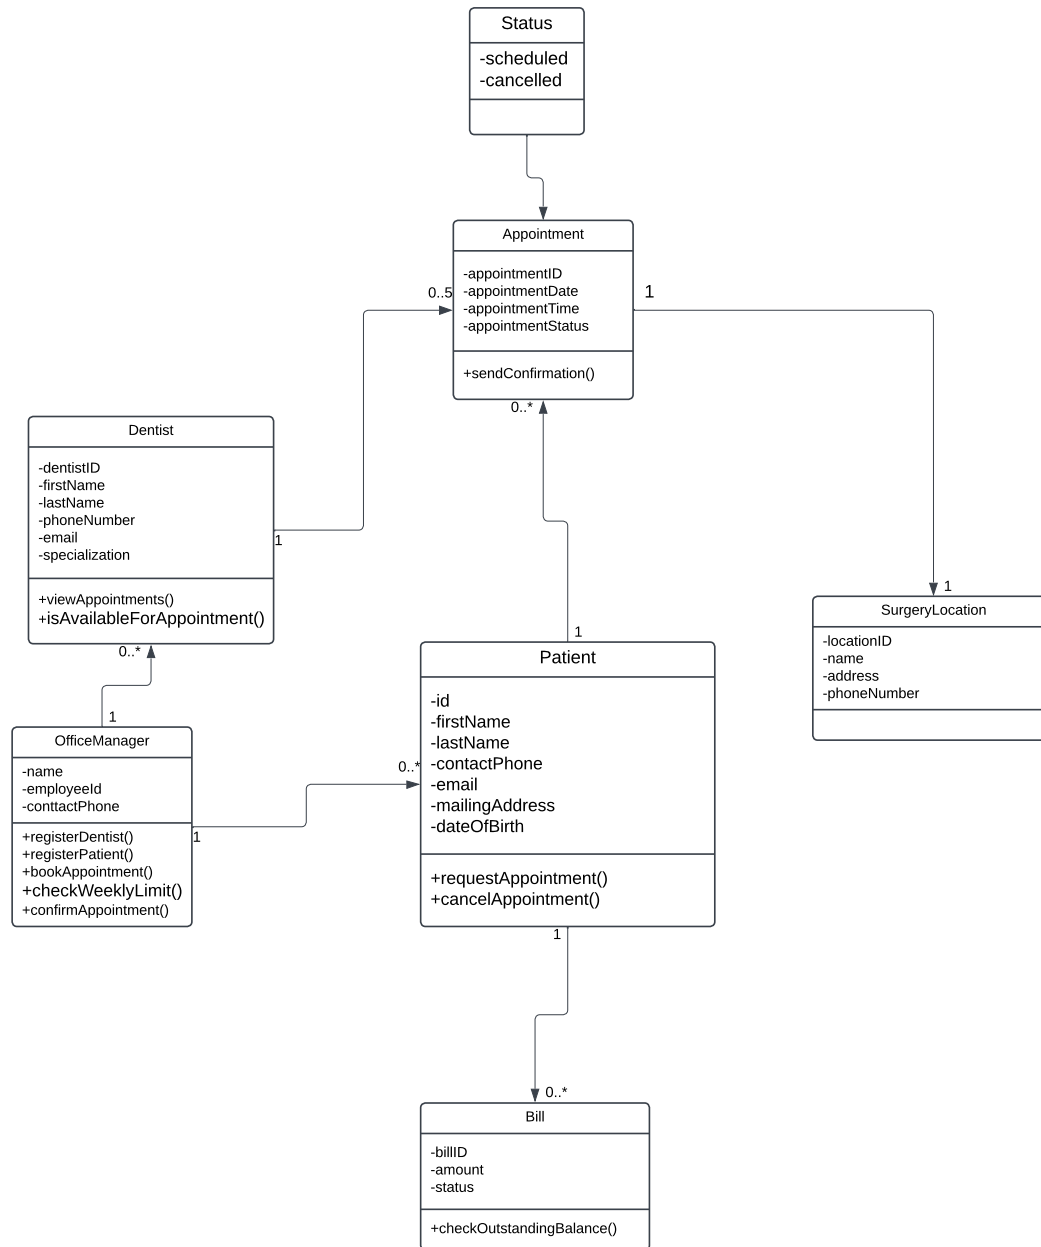 Status
-scheduled
-cancelled
Appointment
-appointmentID
-appointmentDate
-appointmentTime
-appointmentStatus
+sendConfirmation()
0..5
1
0..*
Dentist
-dentistID
-firstName
-lastName
-phoneNumber
-email
-specialization
+viewAppointments()
+isAvailableForAppointment()
1
0..*
1
SurgeryLocation
-locationID
-name
-address
-phoneNumber
1
OfficeManager
-name
-employeeId
-conttactPhone
+registerDentist()
+registerPatient()
+bookAppointment()
+checkWeeklyLimit()
+confirmAppointment()
1
0..*
1
Patient
-id
-firstName
-lastName
-contactPhone
-email
-mailingAddress
-dateOfBirth
+requestAppointment()
+cancelAppointment()
1
0..*
Bill
-billID
-amount
-status
+checkOutstandingBalance()